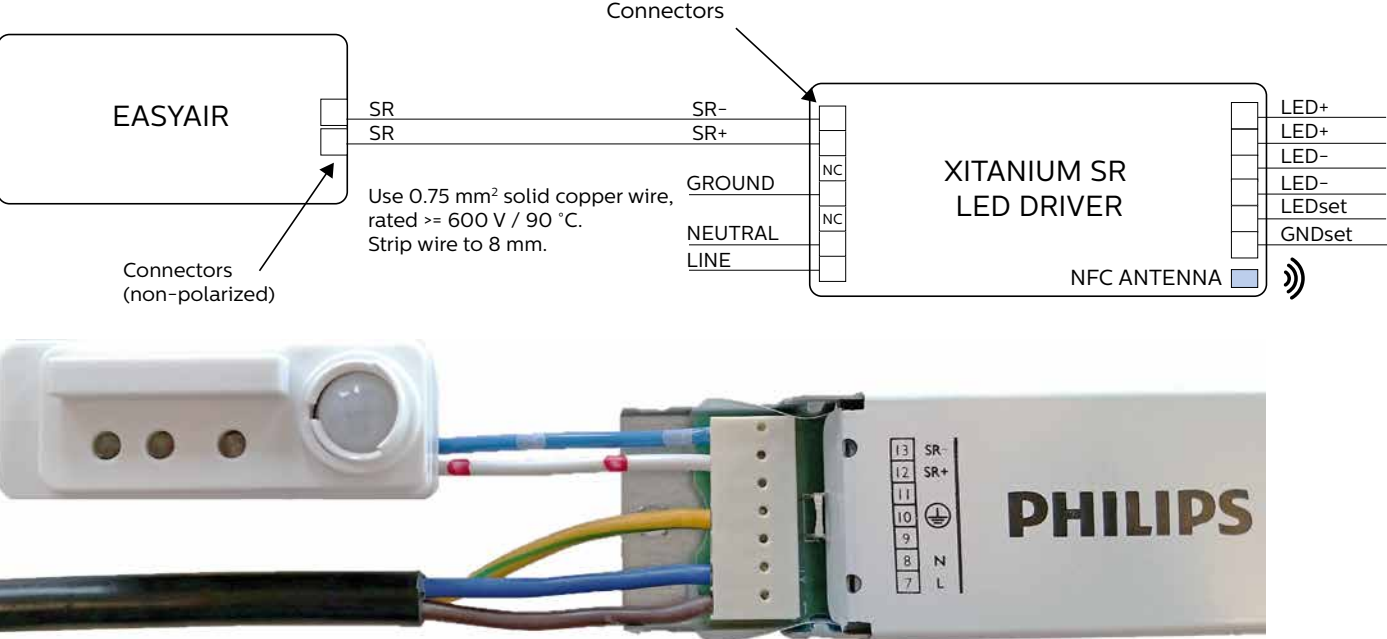 Connectors
EASYAIR
SR
SR
SR-
SR+
Use 0.75 mm² solid copper wire,
rated >= 600 V / 90 °C.
Strip wire to 8 mm.
Connectors
(non-polarized)
GROUND
NEUTRAL
LINE
NC
NC
XITANIUM SR
LED DRIVER
NFC ANTENNA
LED+
LED+
LED-
LED-
LEDset
GNDset
13 SR-
12 SR+
11
10
9
8 N
7 L
PHILIPS